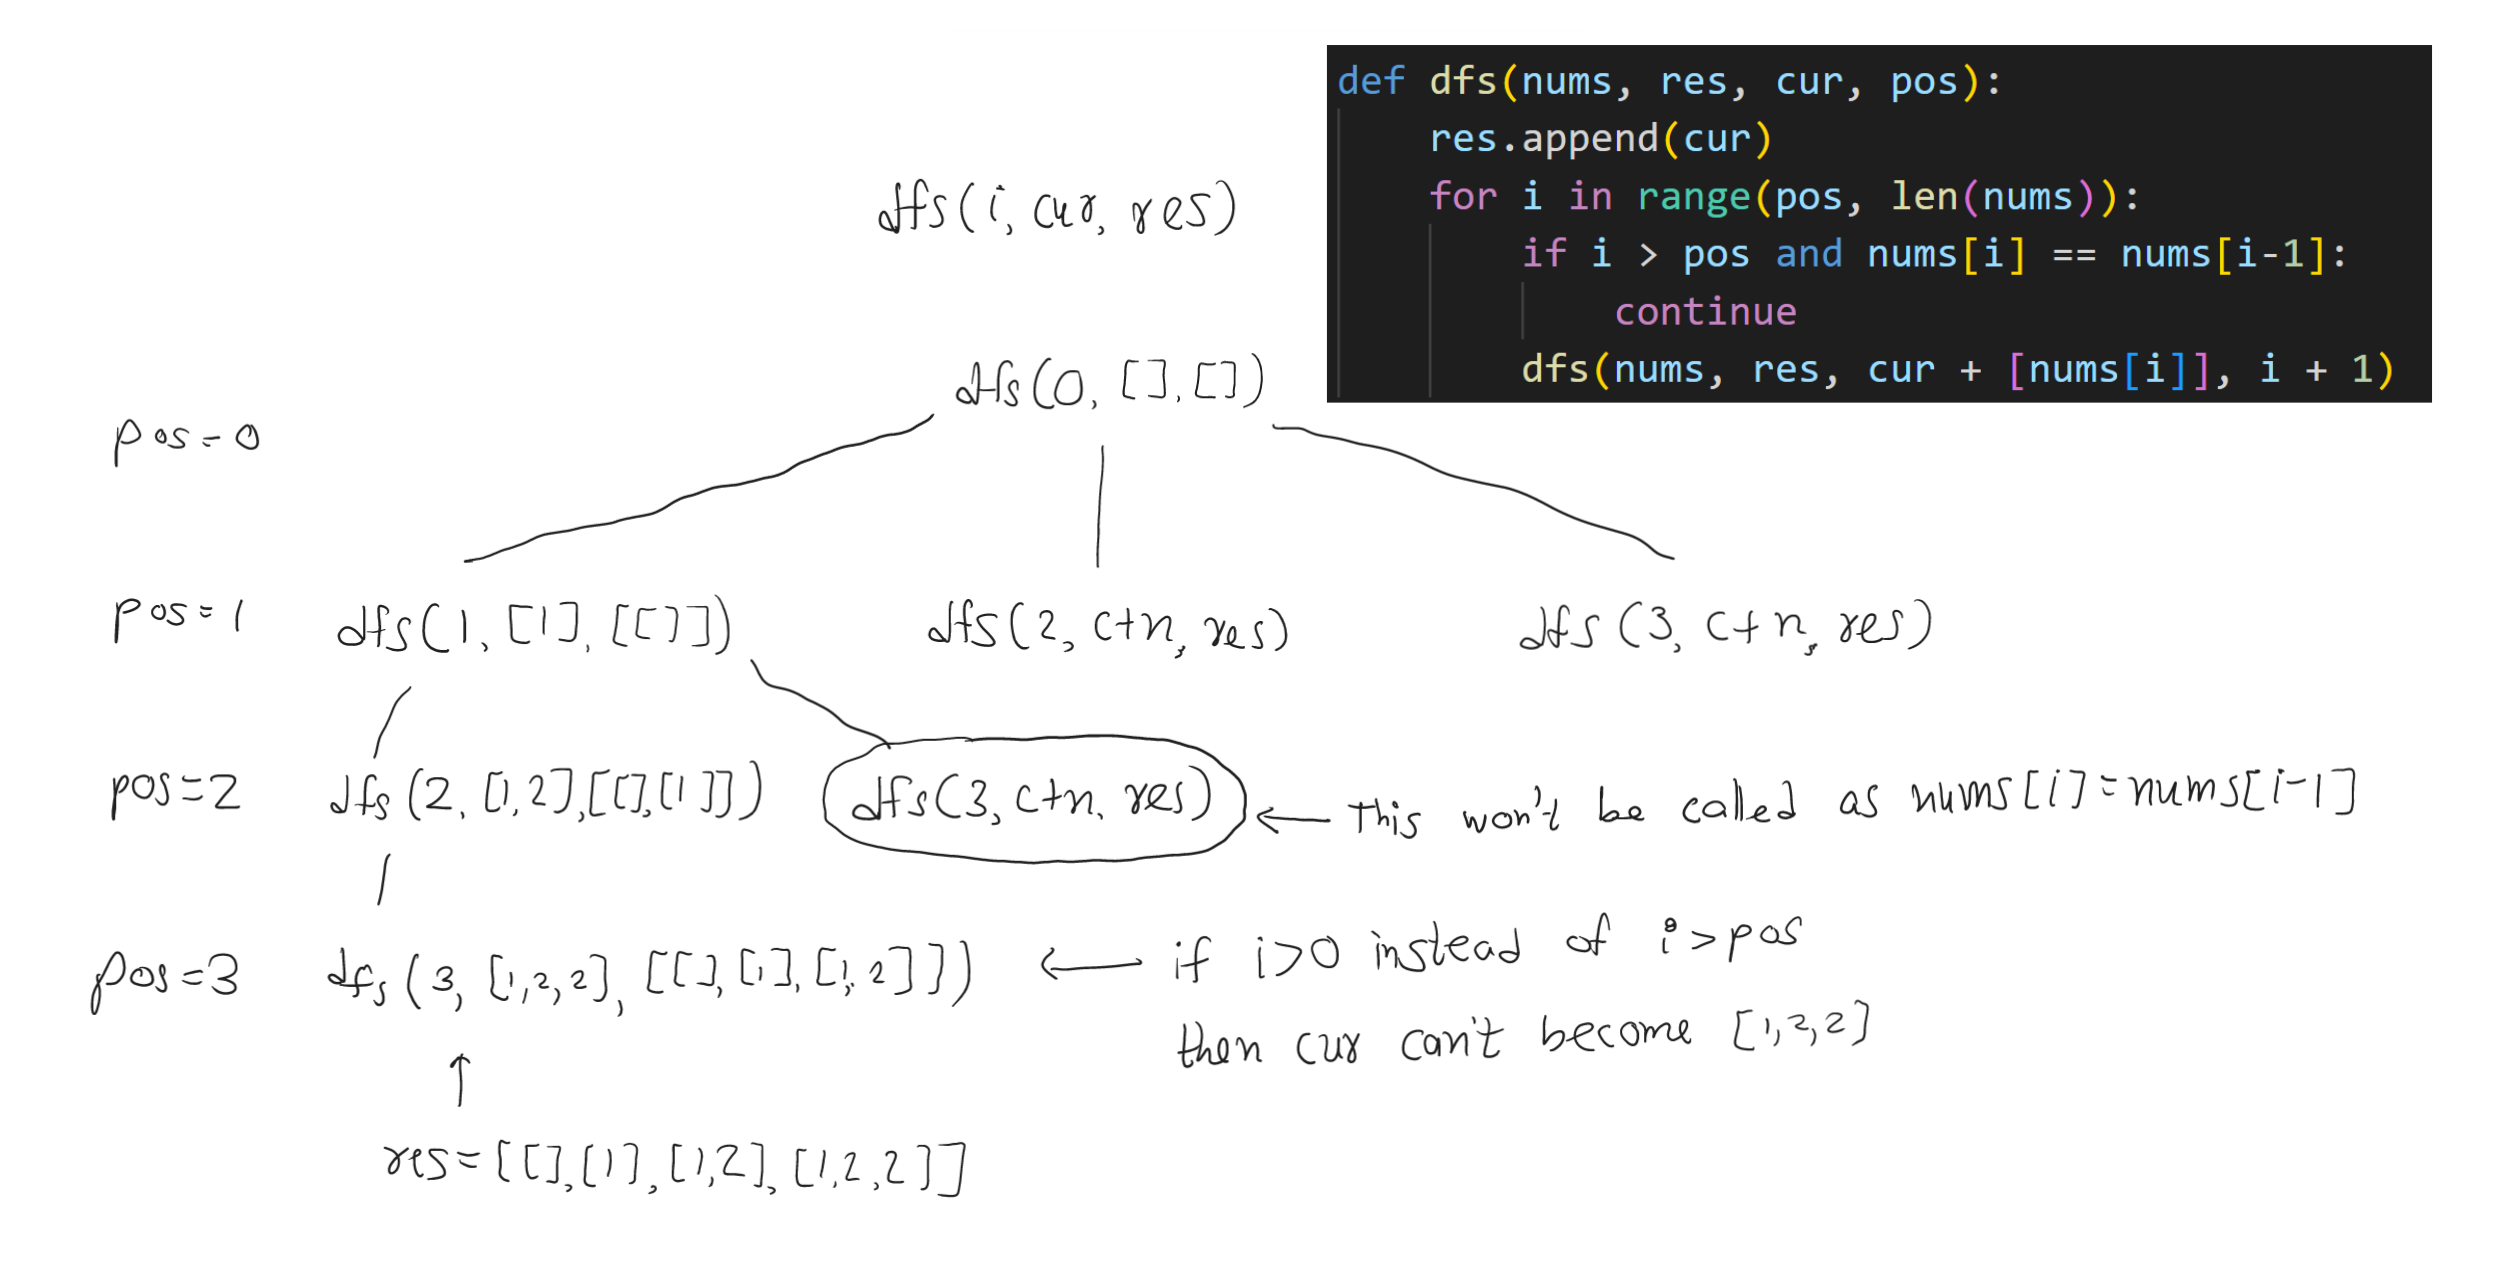 def dfs(nums, res, cur, pos):
res.append(cur)
for i in range(pos, len(nums)):
if i > pos and nums[i] == nums[i-1]:
continue
dfs(nums, res, cur + [nums[i]], i + 1)
dfs(i, cur, res)
dfs(0, [], [])
pos=0
pos=1 dfs(1, [1], [[]]) dfs(2, c+n, res) dfs(3, c+n, res)
pos=2 dfs(2, [1,2], [[],[1]]) dfs(3, c+n, res) ← this won't be called as nums[i]=nums[i-1]
pos=3 dfs(3, [1,2,2], [[],[1],[1,2]]) ← if i>0 instead of i>pos
then cur can't become [1,2,2]
↑
res=[[],[1],[1,2],[1,2,2]]